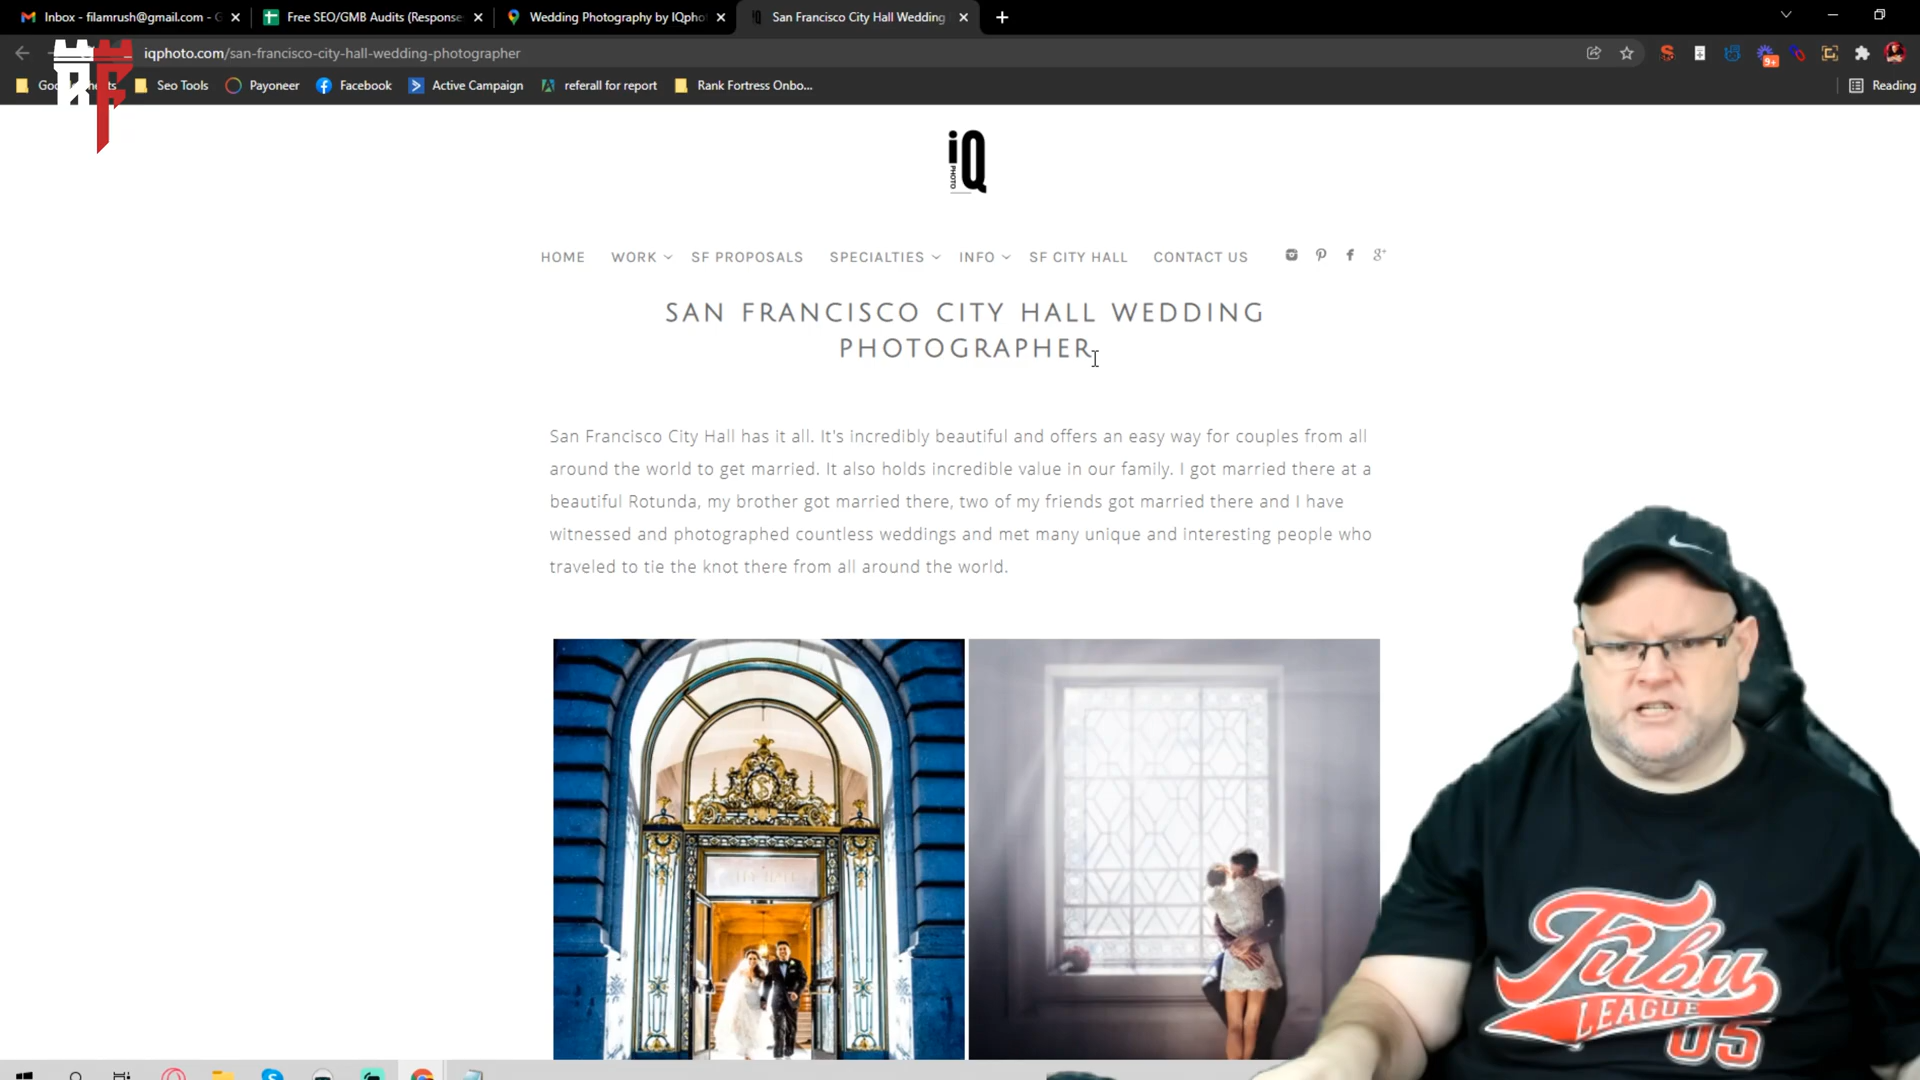 Inbox - filamrush@gmail.com - G
Free SEO/GMB Audits (Response
Wedding Photography by IQpho
San Francisco City Hall Wedding
iqphoto.com/san-francisco-city-hall-wedding-photographer
9+
Seo Tools
Payoneer
Facebook
Active Campaign
referall for report
Rank Fortress Onbo...
Reading
RF
iQ
PHOTO
HOME
WORK
SF PROPOSALS
SPECIALTIES
INFO
SF CITY HALL
CONTACT US
SAN FRANCISCO CITY HALL WEDDING
PHOTOGRAPHER
San Francisco City Hall has it all. It's incredibly beautiful and offers an easy way for couples from all
around the world to get married. It also holds incredible value in our family. I got married there at a
beautiful Rotunda, my brother got married there, two of my friends got married there and I have
witnessed and photographed countless weddings and met many unique and interesting people who
traveled to tie the knot there from all around the world.
Fubu
LEAGUE
05